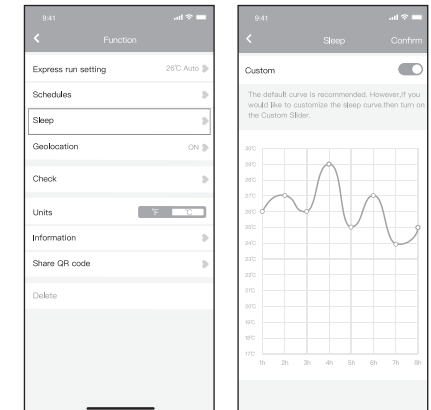 9:41
Function
Express run setting 26℃ Auto
Schedules
Sleep
Geolocation ON
Check
Units ℉ ℃
Information
Share QR code
Delete
9:41
Sleep Confirm
Custom
The default curve is recommended. However,if you
would like to customize the sleep curve.then turn on
the Custom Slider.
30℃
29℃
28℃
27℃
26℃
25℃
24℃
23℃
22℃
21℃
20℃
19℃
18℃
17℃
1h 2h 3h 4h 5h 6h 7h 8h